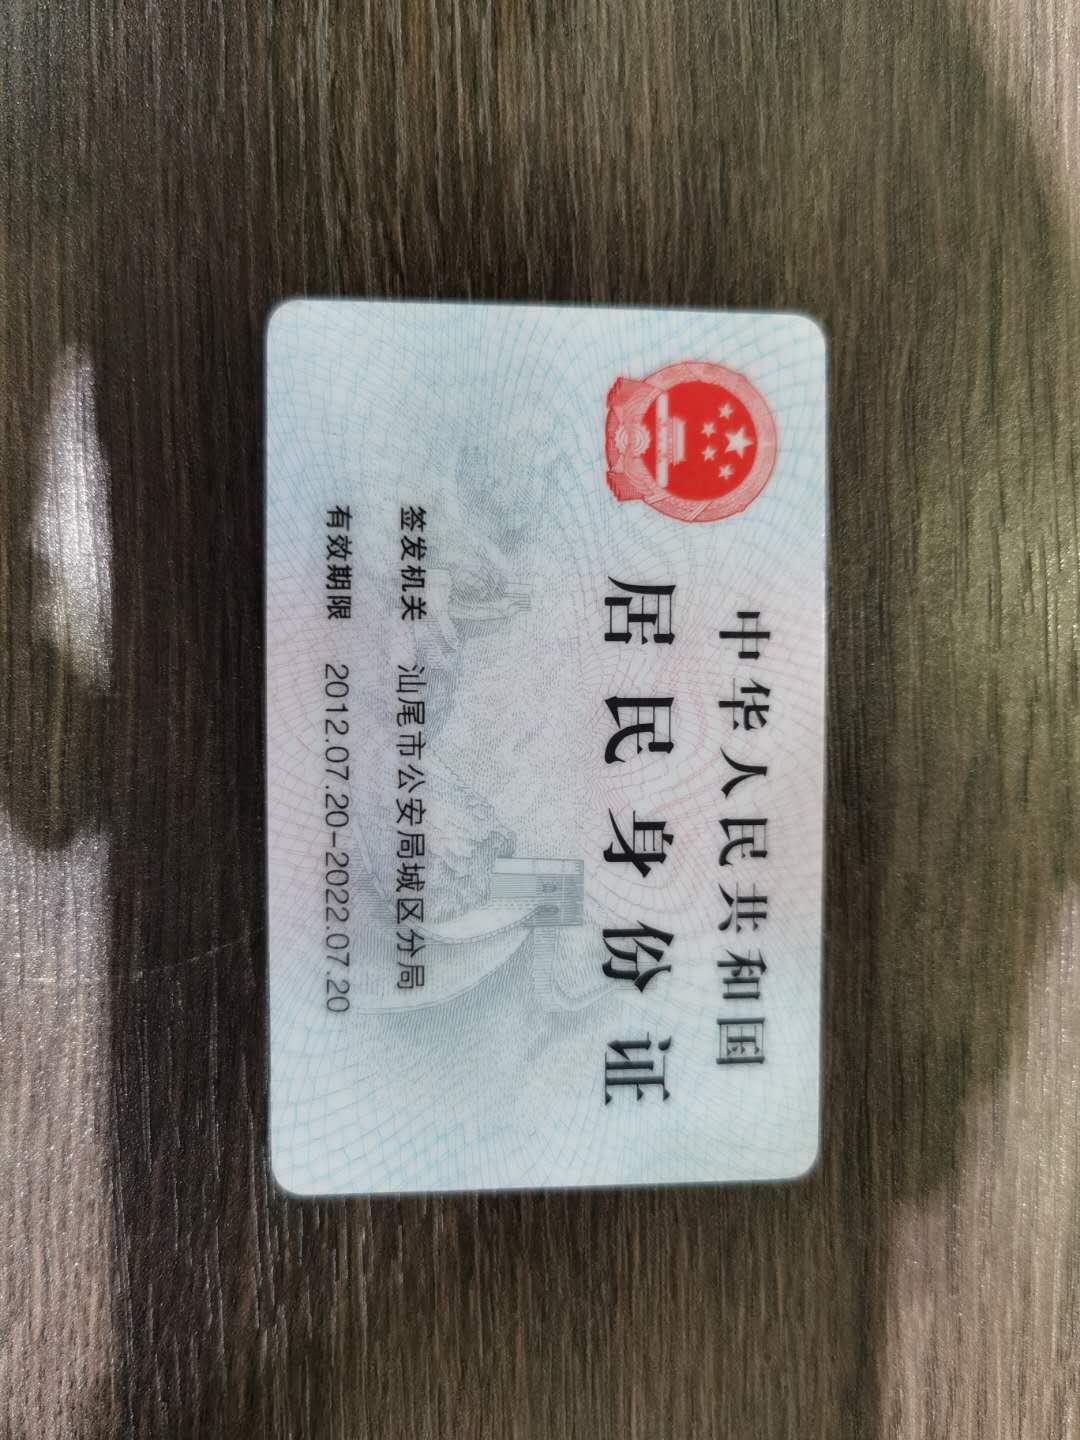 中华人民共和国
居民身份证
签发机关 汕尾市公安局城区分局
有效期限 2012.07.20-2022.07.20